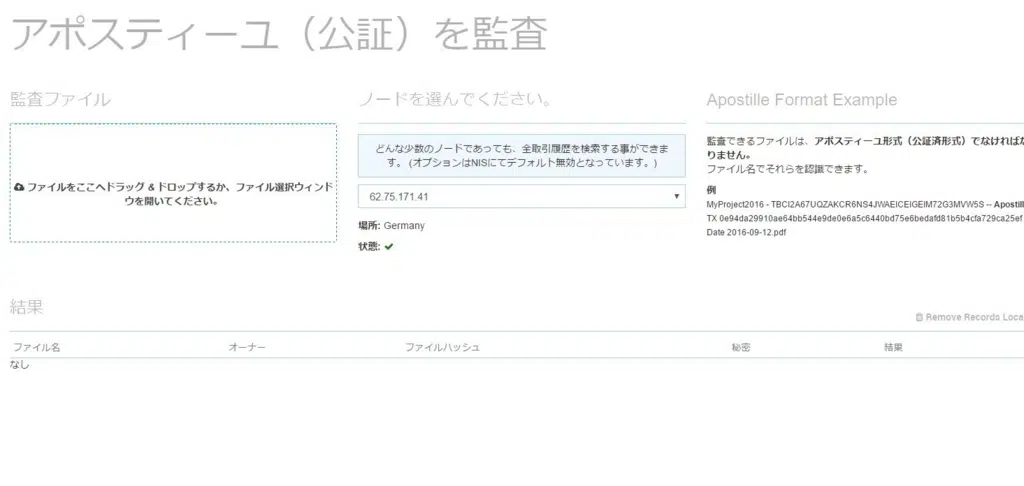 アポスティーユ（公証）を監査
監査ファイル
ファイルをここへドラッグ & ドロップするか、ファイル選択ウィンド
ウを開いてください。
ノードを選んでください。
どんな少数のノードであっても、全取引履歴を検索する事ができま
す。 (オプションはNISにてデフォルト無効となっています。)
62.75.171.41
場所: Germany
状態:
Apostille Format Example
監査できるファイルは、アポスティーユ形式（公証済形式）でなければな
りません。
ファイル名でそれらを認識できます。
例
MyProject2016 - TBCI2A67UQZAKCR6NS4JWAEICEIGEIM72G3MVW5S -- Apostill
TX 0e94da29910ae64bb544e9de0e6a5c6440bd75e6bedafd81b5b4cfa729ca25ef
Date 2016-09-12.pdf
結果
Remove Records Loca
ファイル名 オーナー ファイルハッシュ 秘密 結果
なし